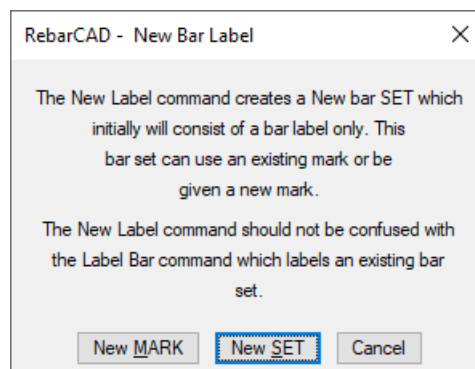 RebarCAD - New Bar Label
The New Label command creates a New bar SET which
initially will consist of a bar label only. This
bar set can use an existing mark or be
given a new mark.
The New Label command should not be confused with
the Label Bar command which labels an existing bar
set.
New MARK New SET Cancel